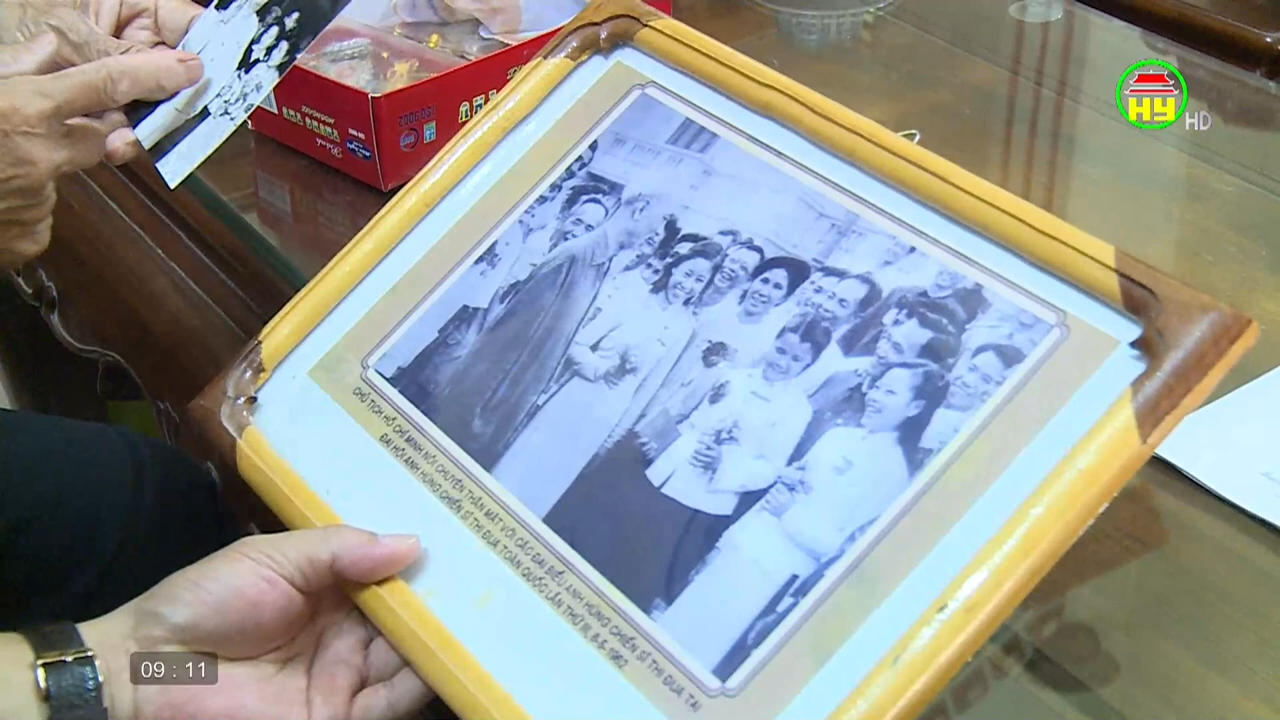 HY HD
CHỦ TỊCH HỒ CHÍ MINH NÓI CHUYỆN THÂN MẬT VỚI CÁC ĐẠI BIỂU ANH HÙNG CHIẾN SĨ THI ĐUA TẠI
ĐẠI HỘI ANH HÙNG CHIẾN SĨ THI ĐUA TOÀN QUỐC LẦN THỨ III, 8-5-1962
09 : 11